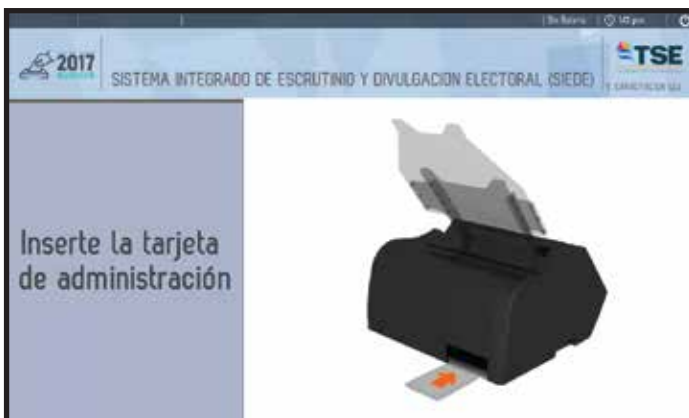 2017
SISTEMA INTEGRADO DE ESCRUTINIO Y DIVULGACION ELECTORAL (SIEDE)
TSE
Inserte la tarjeta
de administración